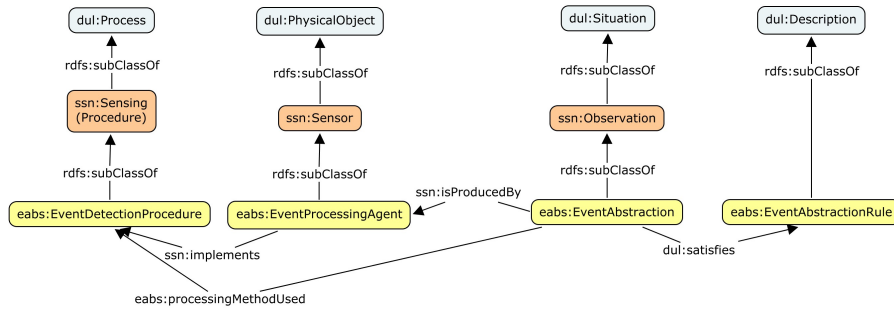 dul:Process
dul:PhysicalObject
dul:Situation
dul:Description
rdfs:subClassOf
rdfs:subClassOf
rdfs:subClassOf
rdfs:subClassOf
ssn:Sensing
(Procedure)
ssn:Sensor
ssn:Observation
rdfs:subClassOf
rdfs:subClassOf
rdfs:subClassOf
ssn:isProducedBy
eabs:EventDetectionProcedure
eabs:EventProcessingAgent
eabs:EventAbstraction
eabs:EventAbstractionRule
ssn:implements
dul:satisfies
eabs:processingMethodUsed